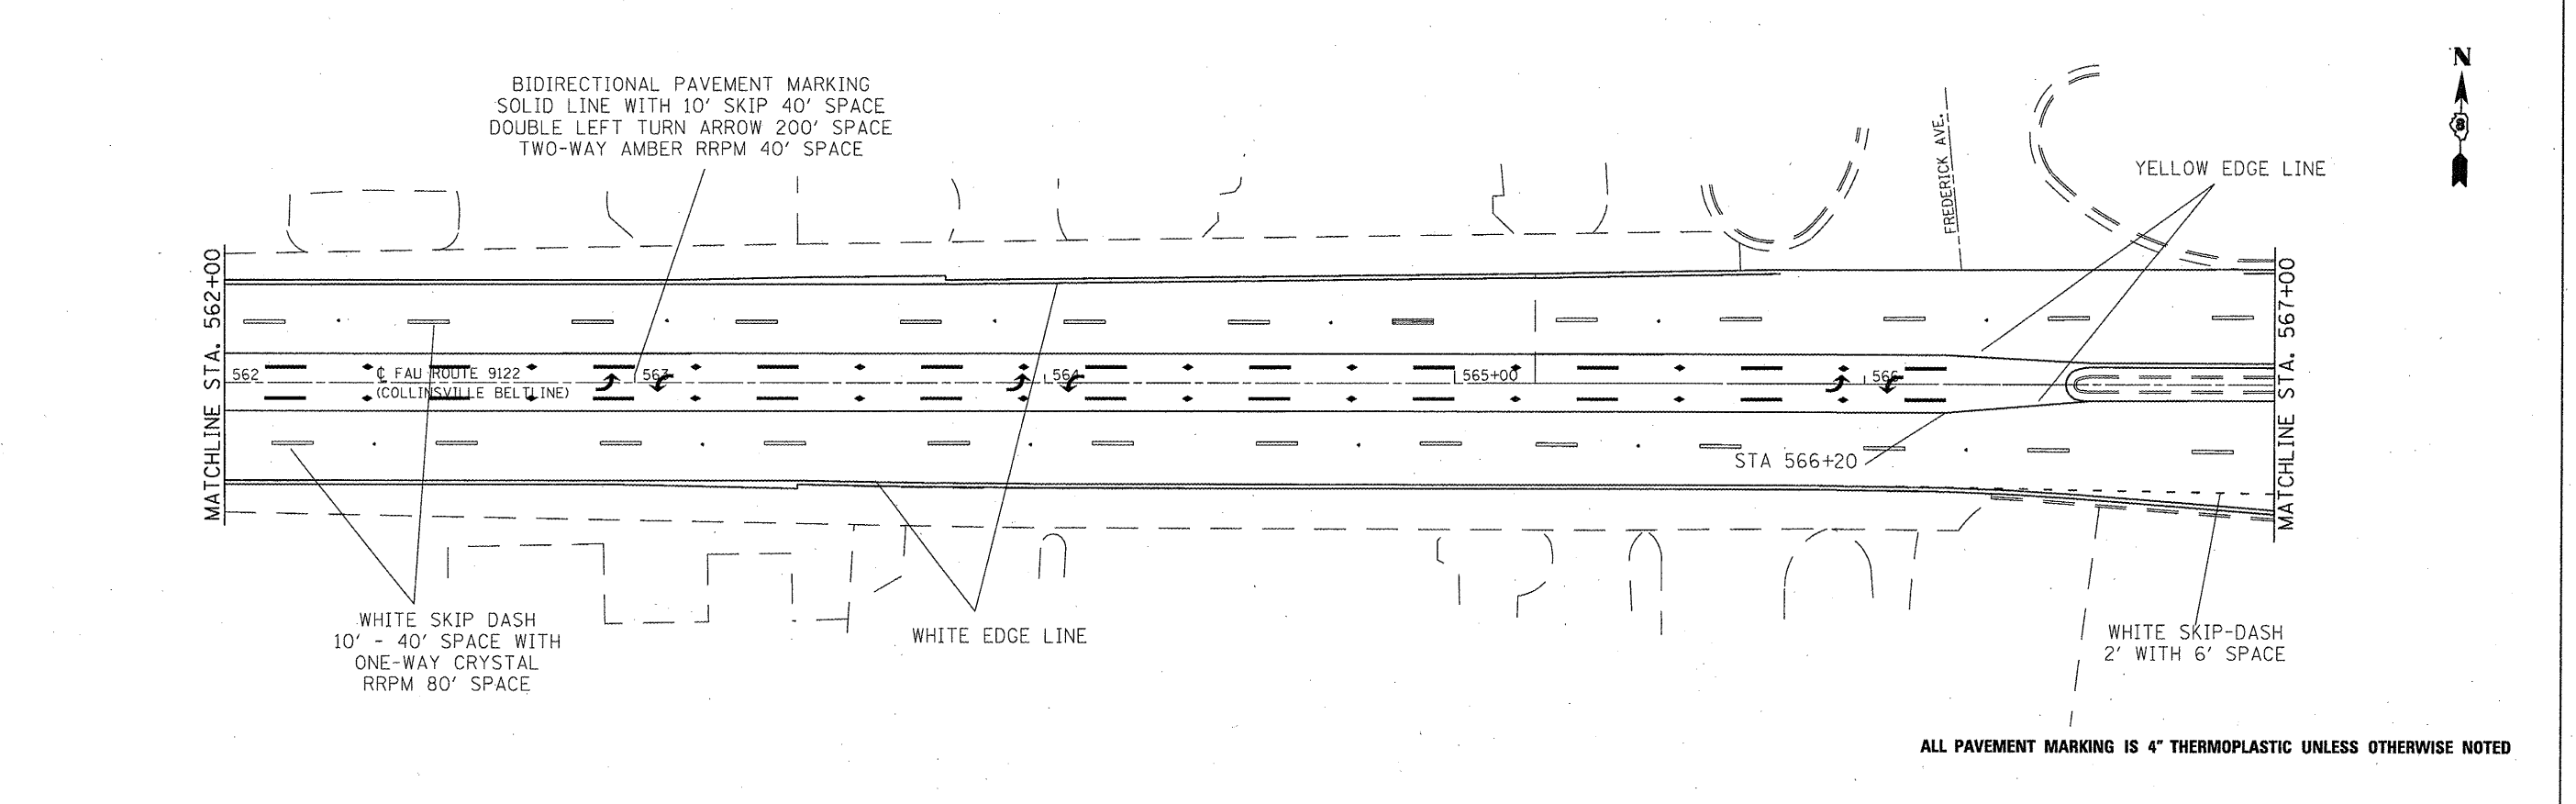 BIDIRECTIONAL PAVEMENT MARKING
SOLID LINE WITH 10' SKIP 40' SPACE
DOUBLE LEFT TURN ARROW 200' SPACE
TWO-WAY AMBER RRPM 40' SPACE
N
8
FREDERICK AVE.
YELLOW EDGE LINE
MATCHLINE STA. 562+00
562
℄ FAU ROUTE 9122
(COLLINSVILLE BELTLINE)
563
564
565+00
566
MATCHLINE STA. 567+00
STA 566+20
WHITE SKIP DASH
10' - 40' SPACE WITH
ONE-WAY CRYSTAL
RRPM 80' SPACE
WHITE EDGE LINE
WHITE SKIP-DASH
2' WITH 6' SPACE
ALL PAVEMENT MARKING IS 4" THERMOPLASTIC UNLESS OTHERWISE NOTED